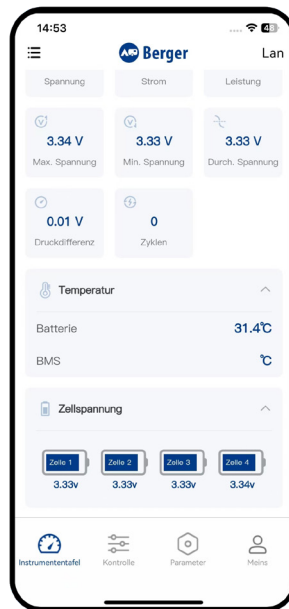 14:53
.... 48
Berger
Lan
Spannung
Strom
Leistung
3.34 V
3.33 V
3.33 V
Max. Spannung
Min. Spannung
Durch. Spannung
0.01 V
0
Druckdifferenz
Zyklen
Temperatur
Batterie
31.4℃
BMS
℃
Zellspannung
Zelle 1
Zelle 2
Zelle 3
Zelle 4
3.33v
3.33v
3.33v
3.34v
Instrumententafel
Kontrolle
Parameter
Meins